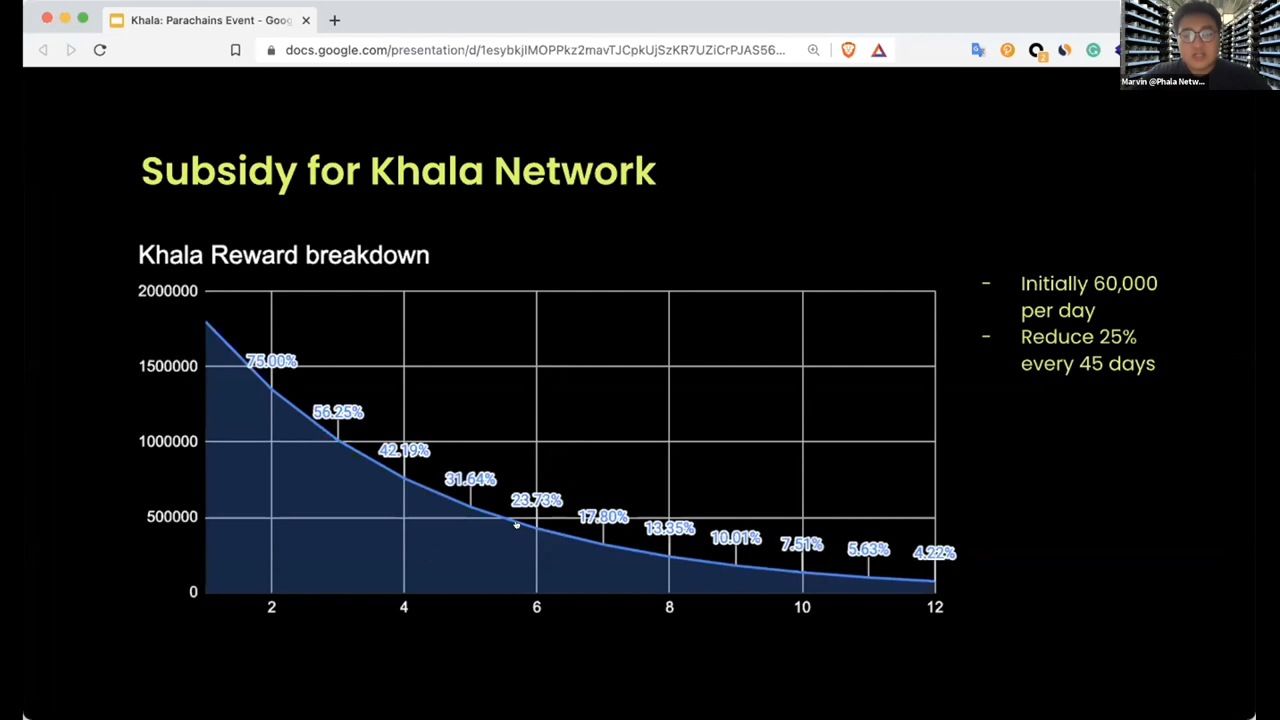 Khala: Parachains Event - Goog
docs.google.com/presentation/d/1esybkjlMOPPkz2mavTJCpkUjSzKR7UZiCrPJAS56...
2
Marvin @Phala Netw...
Subsidy for Khala Network
Khala Reward breakdown
2000000
1500000
1000000
500000
0
75.00%
56.25%
42.19%
31.64%
23.73%
17.80%
13.35%
10.01%
7.51%
5.63%
4.22%
2 4 6 8 10 12
- Initially 60,000
per day
- Reduce 25%
every 45 days